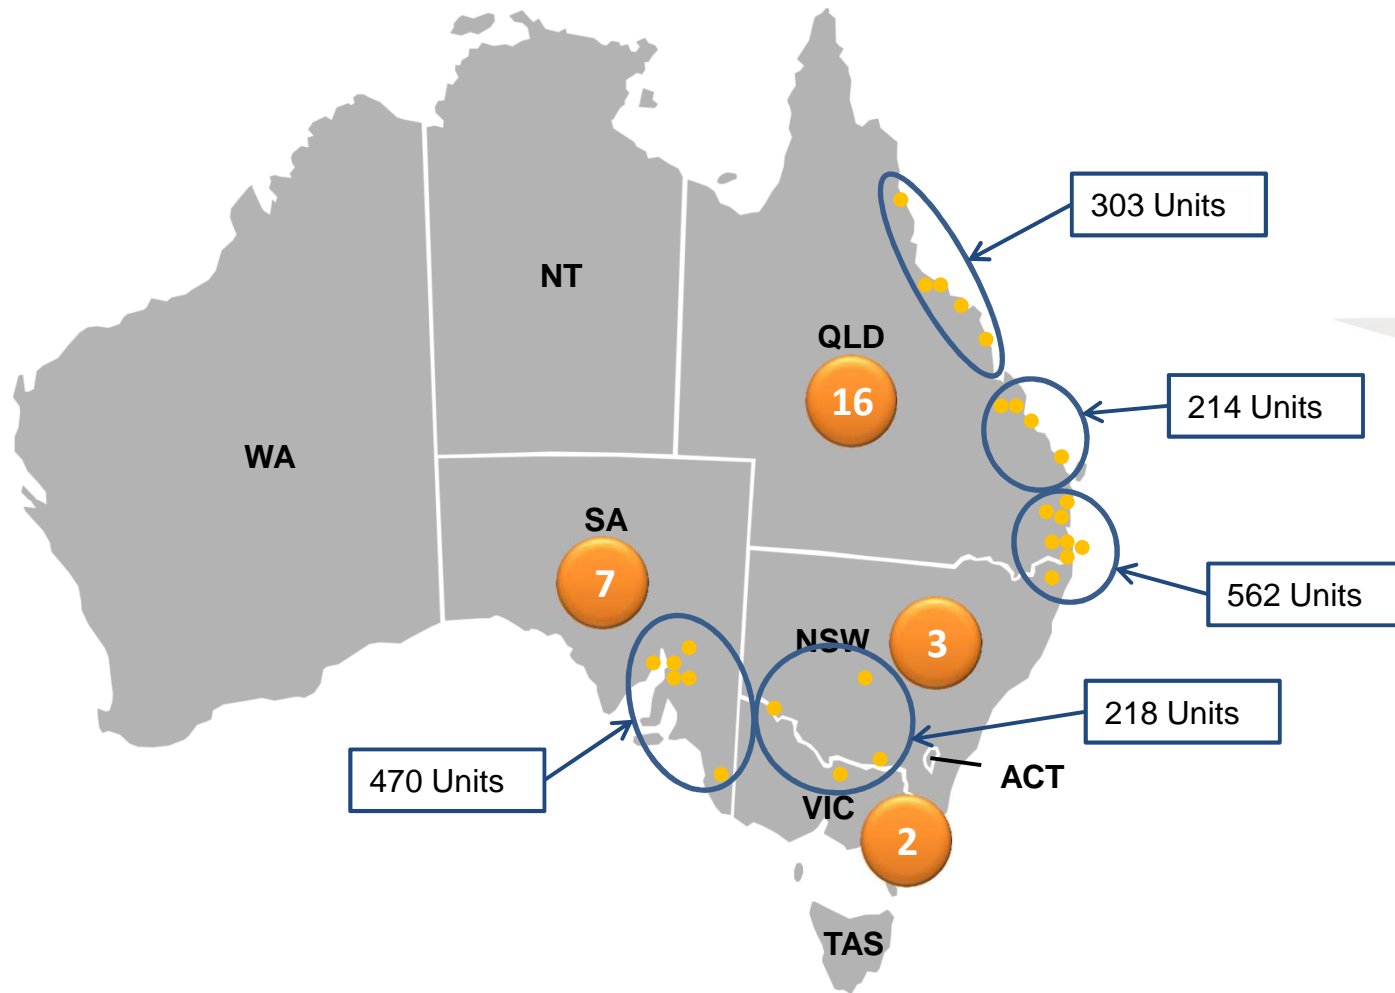 303 Units
NT
QLD
16
214 Units
WA
SA
7
562 Units
NSW
3
218 Units
470 Units
ACT
VIC
2
TAS